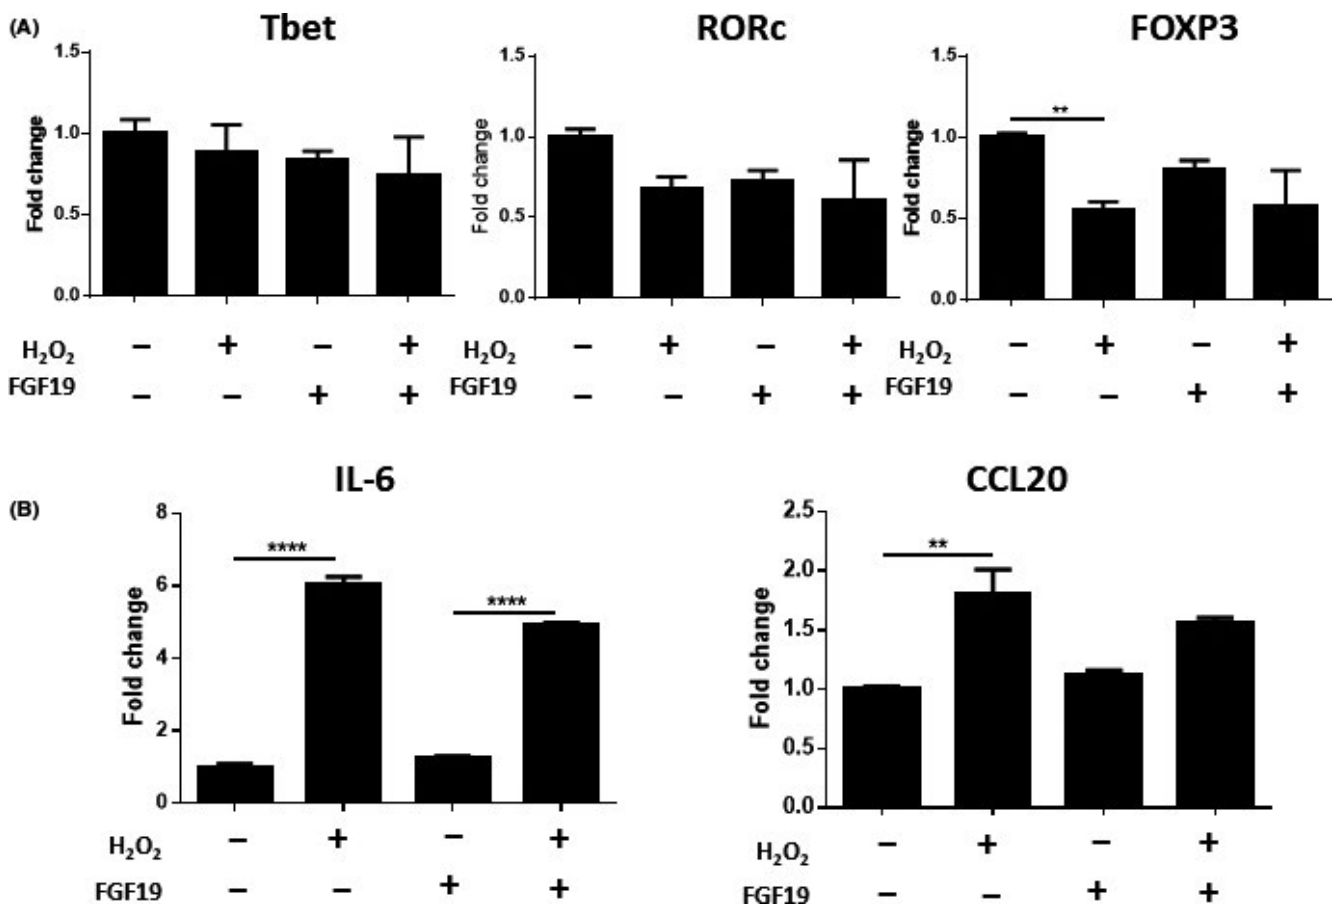 (A) Tbet RORc FOXP3
1.5 1.5 1.5
Fold change Fold change Fold change
** 
1.0 1.0 1.0
0.5 0.5 0.5
0.0 0.0 0.0
H₂O₂ – + – + H₂O₂ – + – + H₂O₂ – + – +
FGF19 – – + + FGF19 – – + + FGF19 – – + +
IL-6 CCL20
(B)
8 2.5
**** **
6 2.0
****
Fold change Fold change
4 1.5
1.0
2 0.5
0 0.0
H₂O₂ – + – + H₂O₂ – + – +
FGF19 – – + + FGF19 – – + +